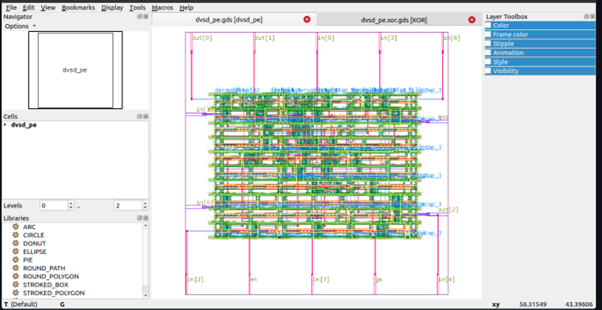 File Edit View Bookmarks Display Tools Macros Help
Navigator
Options
dvsd_pe
Cells
dvsd_pe
Levels 0 .. 2
Libraries
ARC
CIRCLE
DONUT
ELLIPSE
PIE
ROUND_PATH
ROUND_POLYGON
STROKED_BOX
STROKED_POLYGON
dvsd_pe.gds [dvsd_pe]
dvsd_pe.xor.gds [XOR]
out[0] out[1] in[5] in[3] in[6]
out[2]
in[2] en in[7] gs in[4]
Layer Toolbox
Color
Frame color
Stipple
Animation
Style
Visibility
T (Default) G xy 56.31549 43.39606